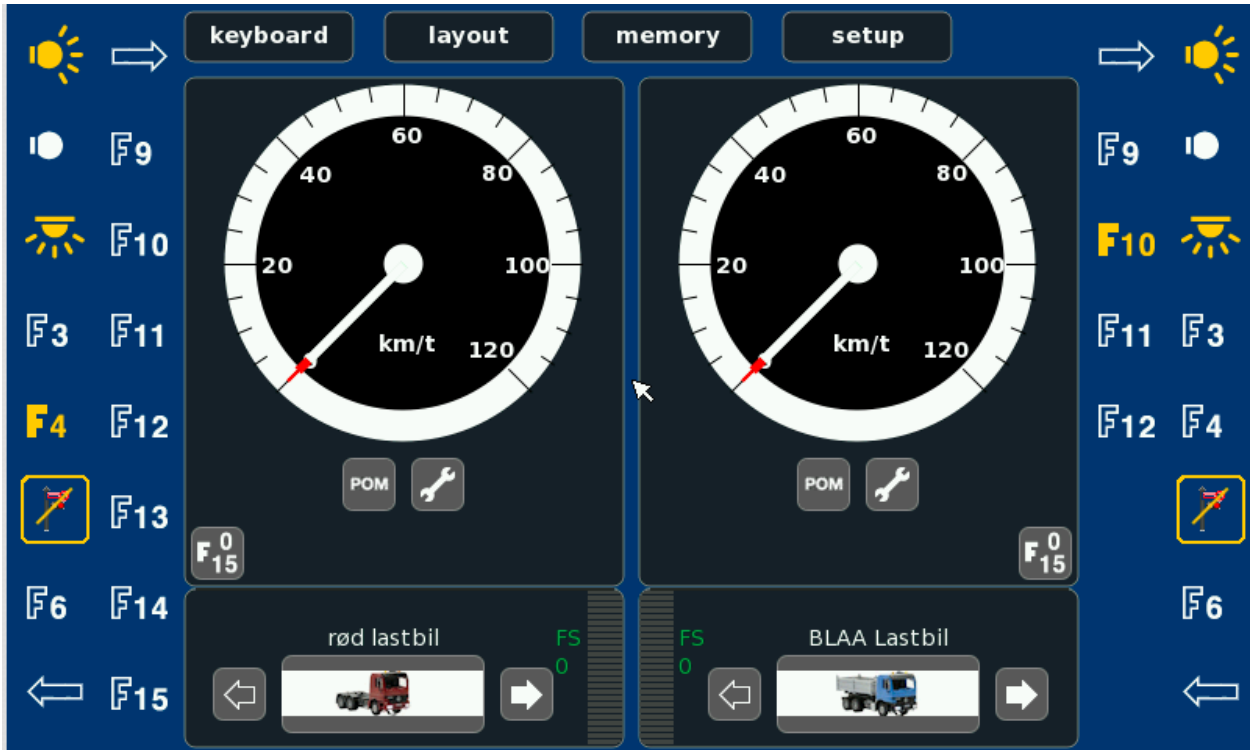 keyboard
layout
memory
setup
F9
F10
F3
F11
F4
F12
F13
F6
F14
F15
20
40
60
80
100
120
km/t
POM
F 0 15
20
40
60
80
100
120
km/t
POM
F 0 15
F9
F10
F11
F3
F12
F4
F6
rød lastbil
FS
0
FS
0
BLAA Lastbil